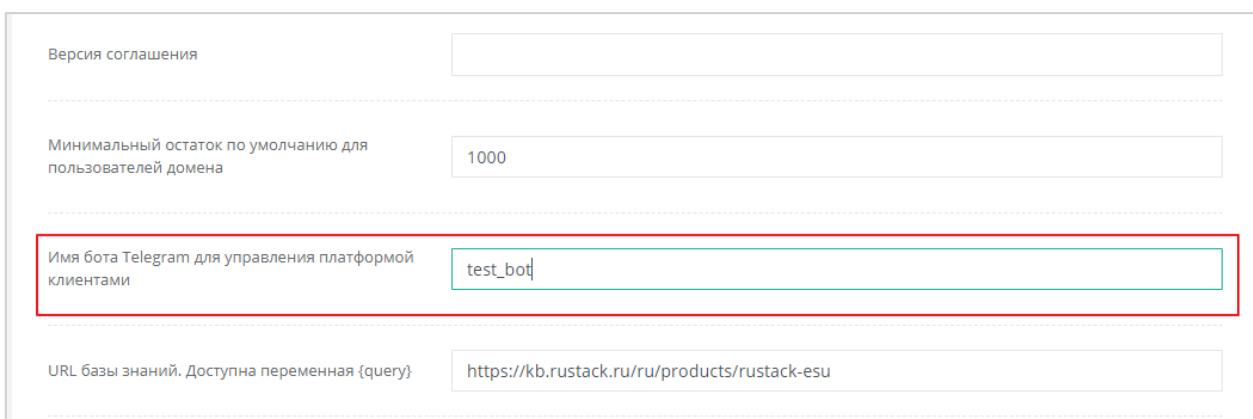 Версия соглашения
Минимальный остаток по умолчанию для
пользователей домена
1000
Имя бота Telegram для управления платформой
клиентами
test_bot
URL базы знаний. Доступна переменная {query}
https://kb.rustack.ru/ru/products/rustack-esu